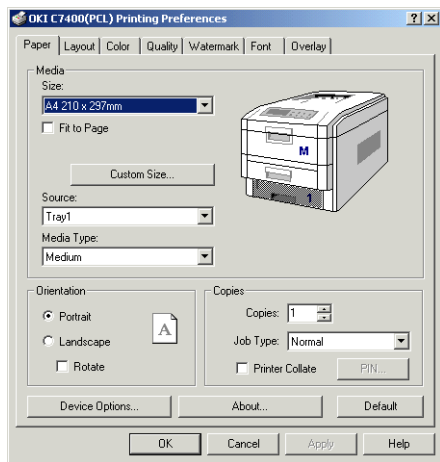 OKI C7400(PCL) Printing Preferences
Paper Layout Color Quality Watermark Font Overlay
Media
Size:
A4 210 x 297mm
Fit to Page
M
Custom Size...
1
Source:
Tray1
Media Type:
Medium
Orientation
Portrait
Landscape
Rotate
A
Copies
Copies: 1
Job Type: Normal
Printer Collate PIN...
Device Options... About... Default
OK Cancel Apply Help